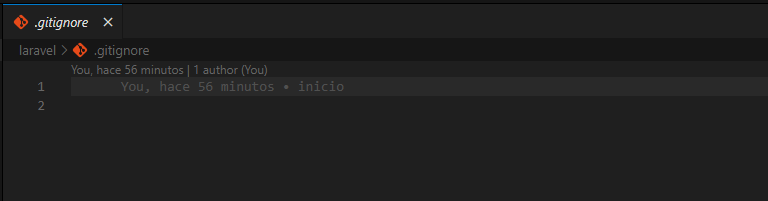 .gitignore ×
laravel > .gitignore
You, hace 56 minutos | 1 author (You)
1 You, hace 56 minutos • inicio
2